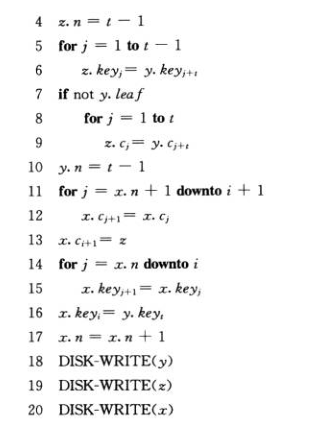 4 z.n = t − 1
5 for j = 1 to t − 1
6 z.key_j = y.key_{j+t}
7 if not y.leaf
8 for j = 1 to t
9 z.c_j = y.c_{j+t}
10 y.n = t − 1
11 for j = x.n + 1 downto i + 1
12 x.c_{j+1} = x.c_j
13 x.c_{i+1} = z
14 for j = x.n downto i
15 x.key_{j+1} = x.key_j
16 x.key_i = y.key_t
17 x.n = x.n + 1
18 DISK-WRITE(y)
19 DISK-WRITE(z)
20 DISK-WRITE(x)